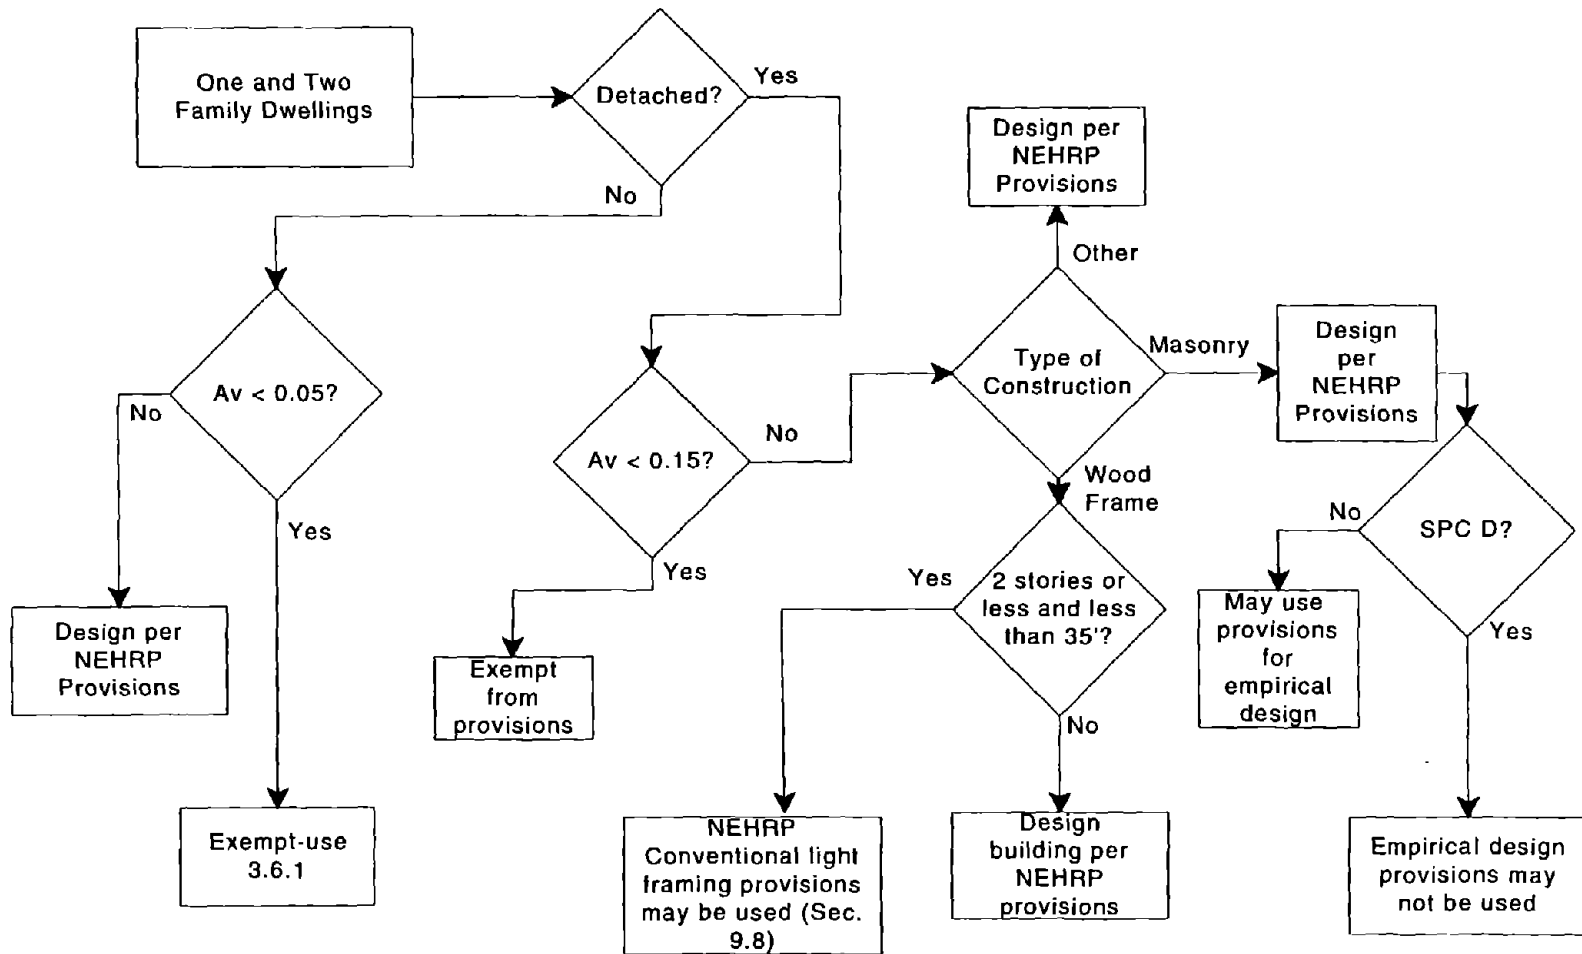 One and Two
Family Dwellings
Detached?
Yes
No
Av < 0.05?
No
Yes
Design per
NEHRP
Provisions
Exempt-use
3.6.1
Av < 0.15?
No
Yes
Exempt
from
provisions
Type of
Construction
Other
Design per
NEHRP
Provisions
Masonry
Design
per
NEHRP
Provisions
Wood
Frame
2 stories or
less and less
than 35'?
Yes
No
NEHRP
Conventional light
framing provisions
may be used (Sec.
9.8)
Design
building per
NEHRP
provisions
SPC D?
No
Yes
May use
provisions
for
empirical
design
Empirical design
provisions may
not be used